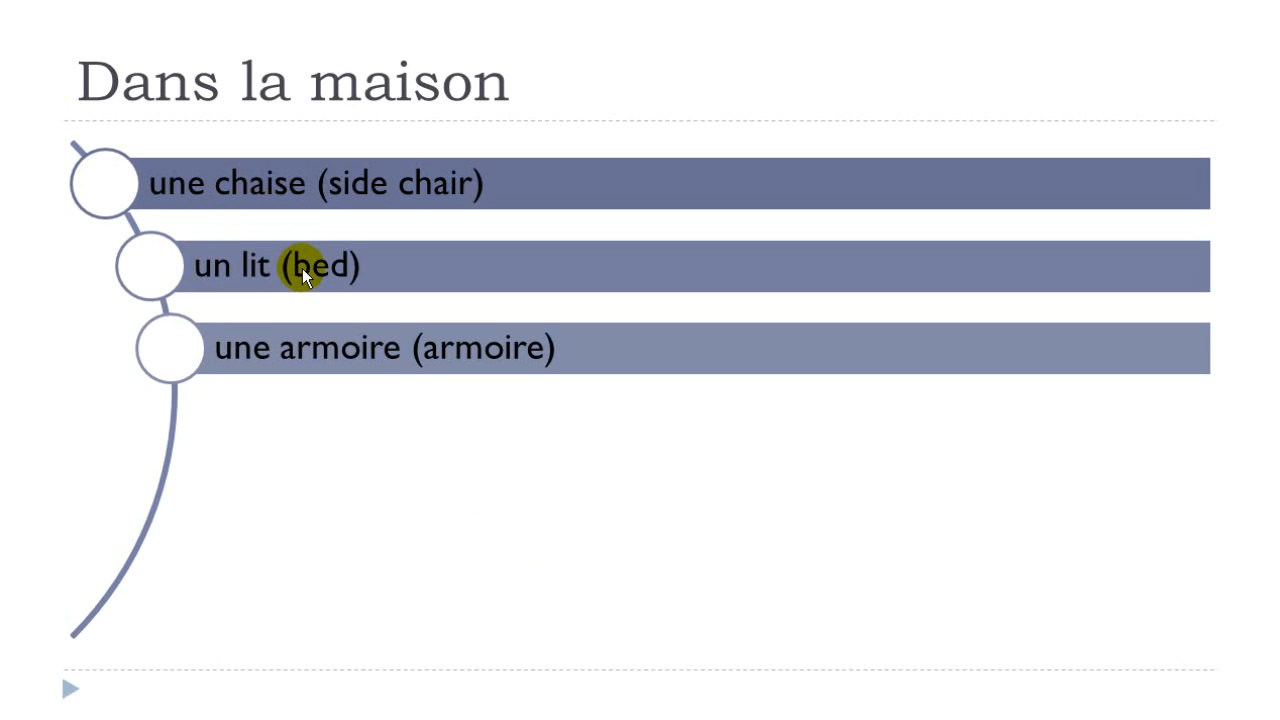 Dans la maison
une chaise (side chair)
un lit (bed)
une armoire (armoire)